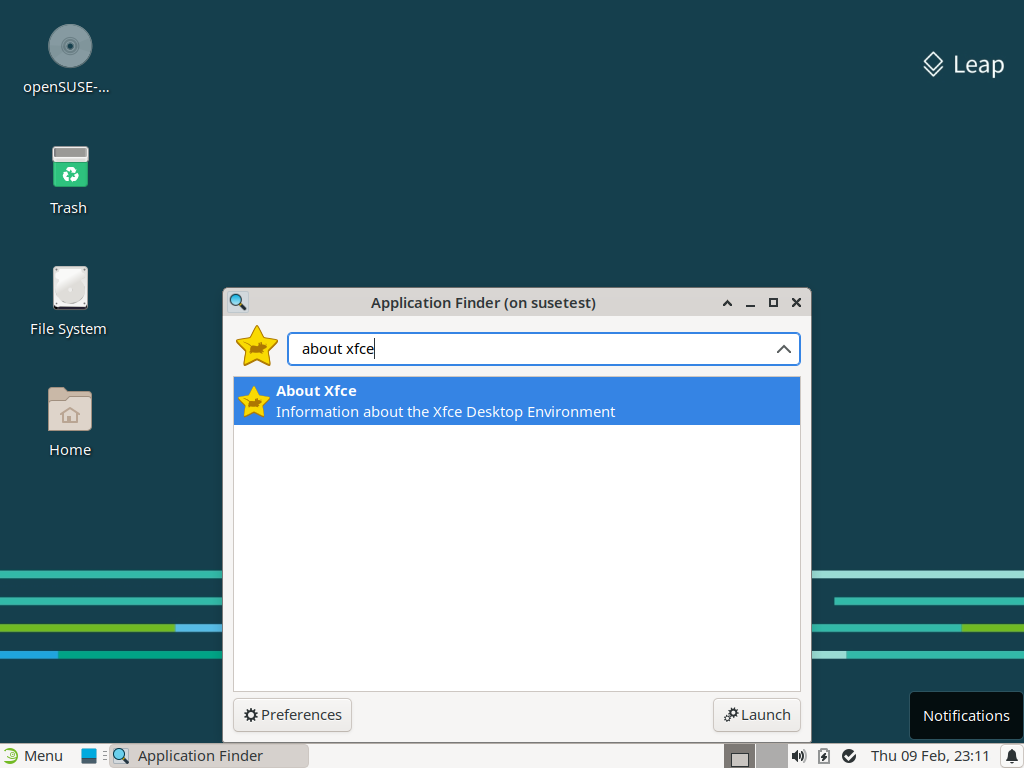 openSUSE-...
Leap
Trash
File System
Home
Application Finder (on susetest)
about xfce
About Xfce
Information about the Xfce Desktop Environment
Preferences
Launch
Notifications
Menu
Application Finder
Thu 09 Feb, 23:11